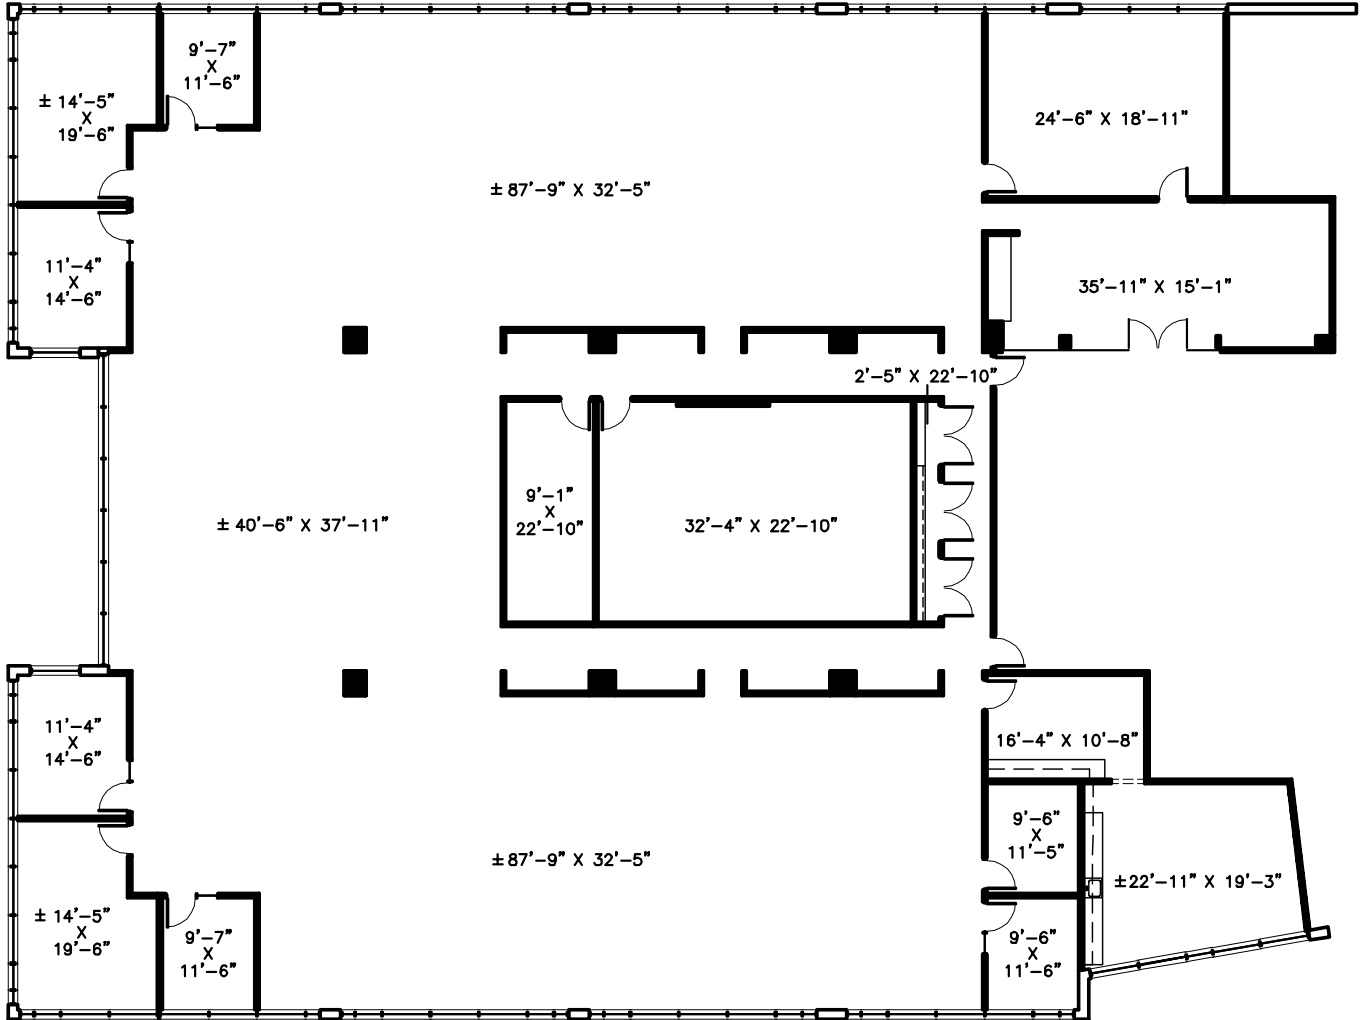 9'-7"
X
11'-6"
± 14'-5"
X
19'-6"
24'-6" X 18'-11"
±87'-9" X 32'-5"
11'-4"
X
14'-6"
35'-11" X 15'-1"
2'-5" X 22'-10"
9'-1"
X
22'-10"
± 40'-6" X 37'-11"
32'-4" X 22'-10"
11'-4"
X
14'-6"
16'-4" X 10'-8"
9'-6"
X
11'-5"
±87'-9" X 32'-5"
±22'-11" X 19'-3"
± 14'-5"
X
19'-6"
9'-7"
X
11'-6"
9'-6"
X
11'-6"